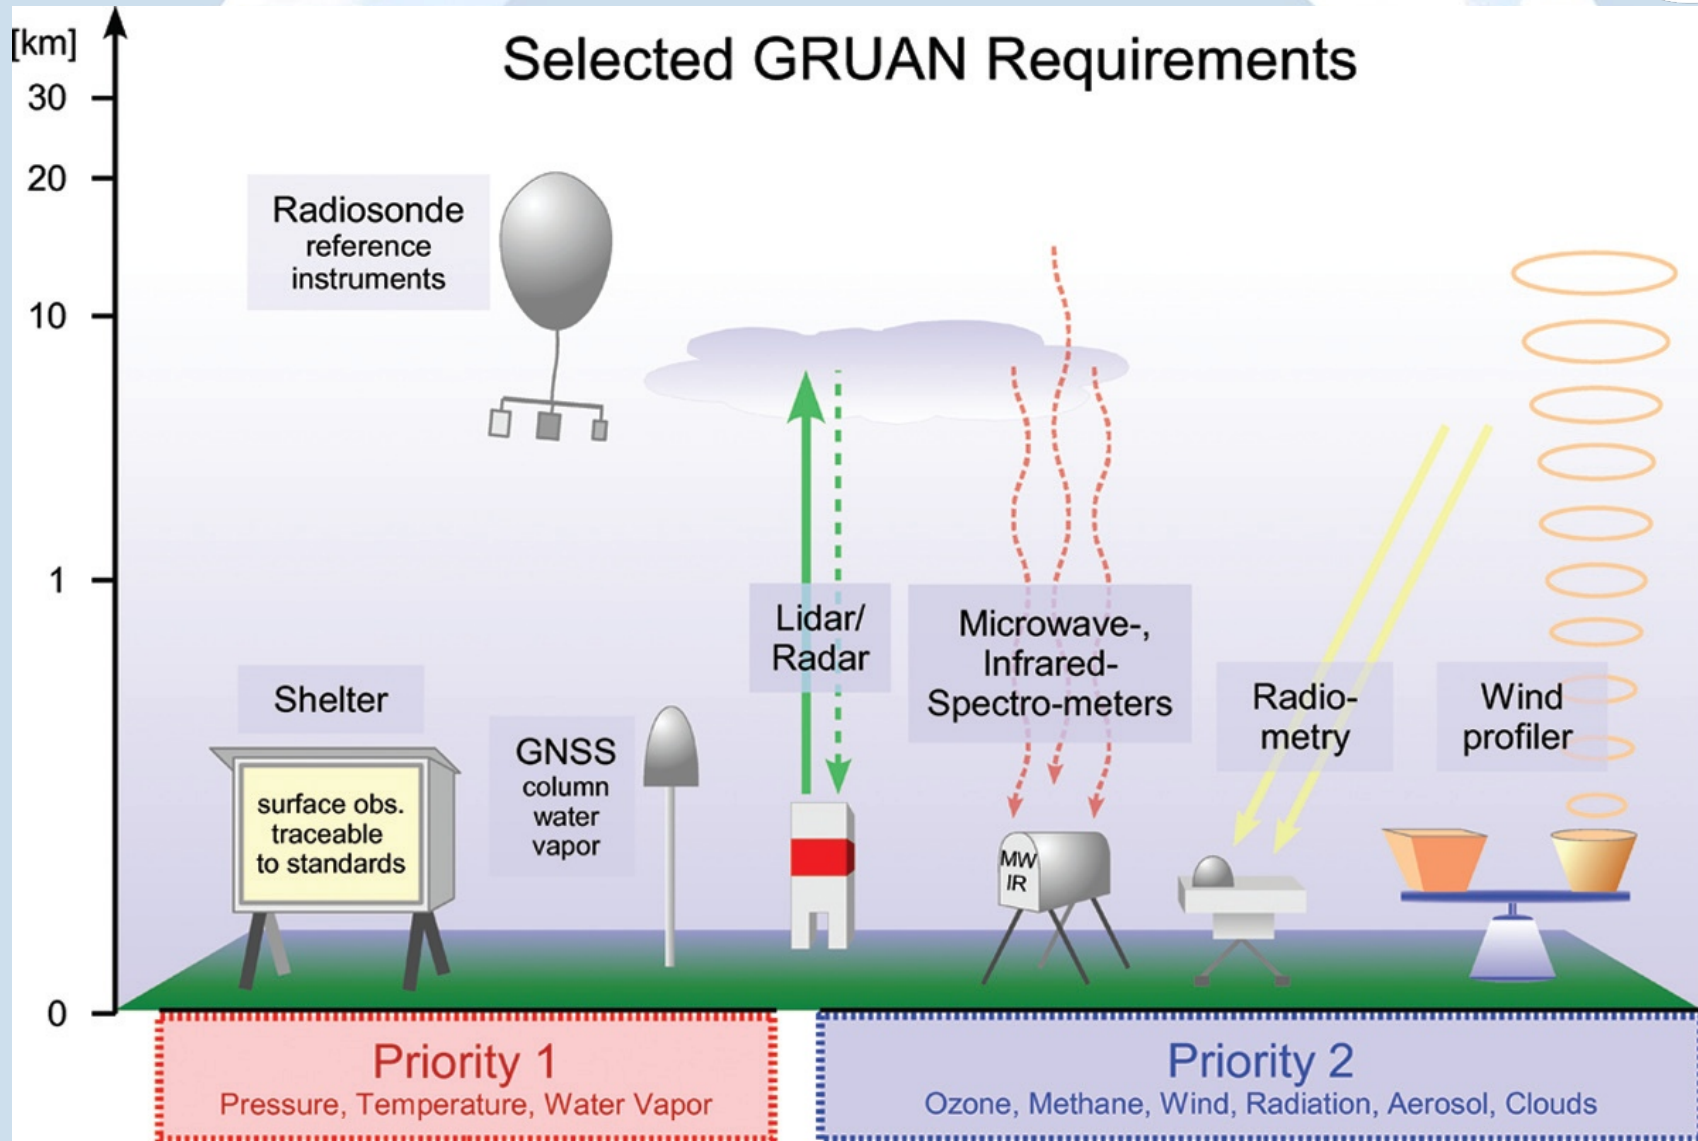 [km]
Selected GRUAN Requirements
30
20
10
1
0
Radiosonde
reference
instruments
Shelter
surface obs.
traceable
to standards
GNSS
column
water
vapor
Lidar/
Radar
Microwave-,
Infrared-
Spectro-meters
MW
IR
Radio-
metry
Wind
profiler
Priority 1
Pressure, Temperature, Water Vapor
Priority 2
Ozone, Methane, Wind, Radiation, Aerosol, Clouds